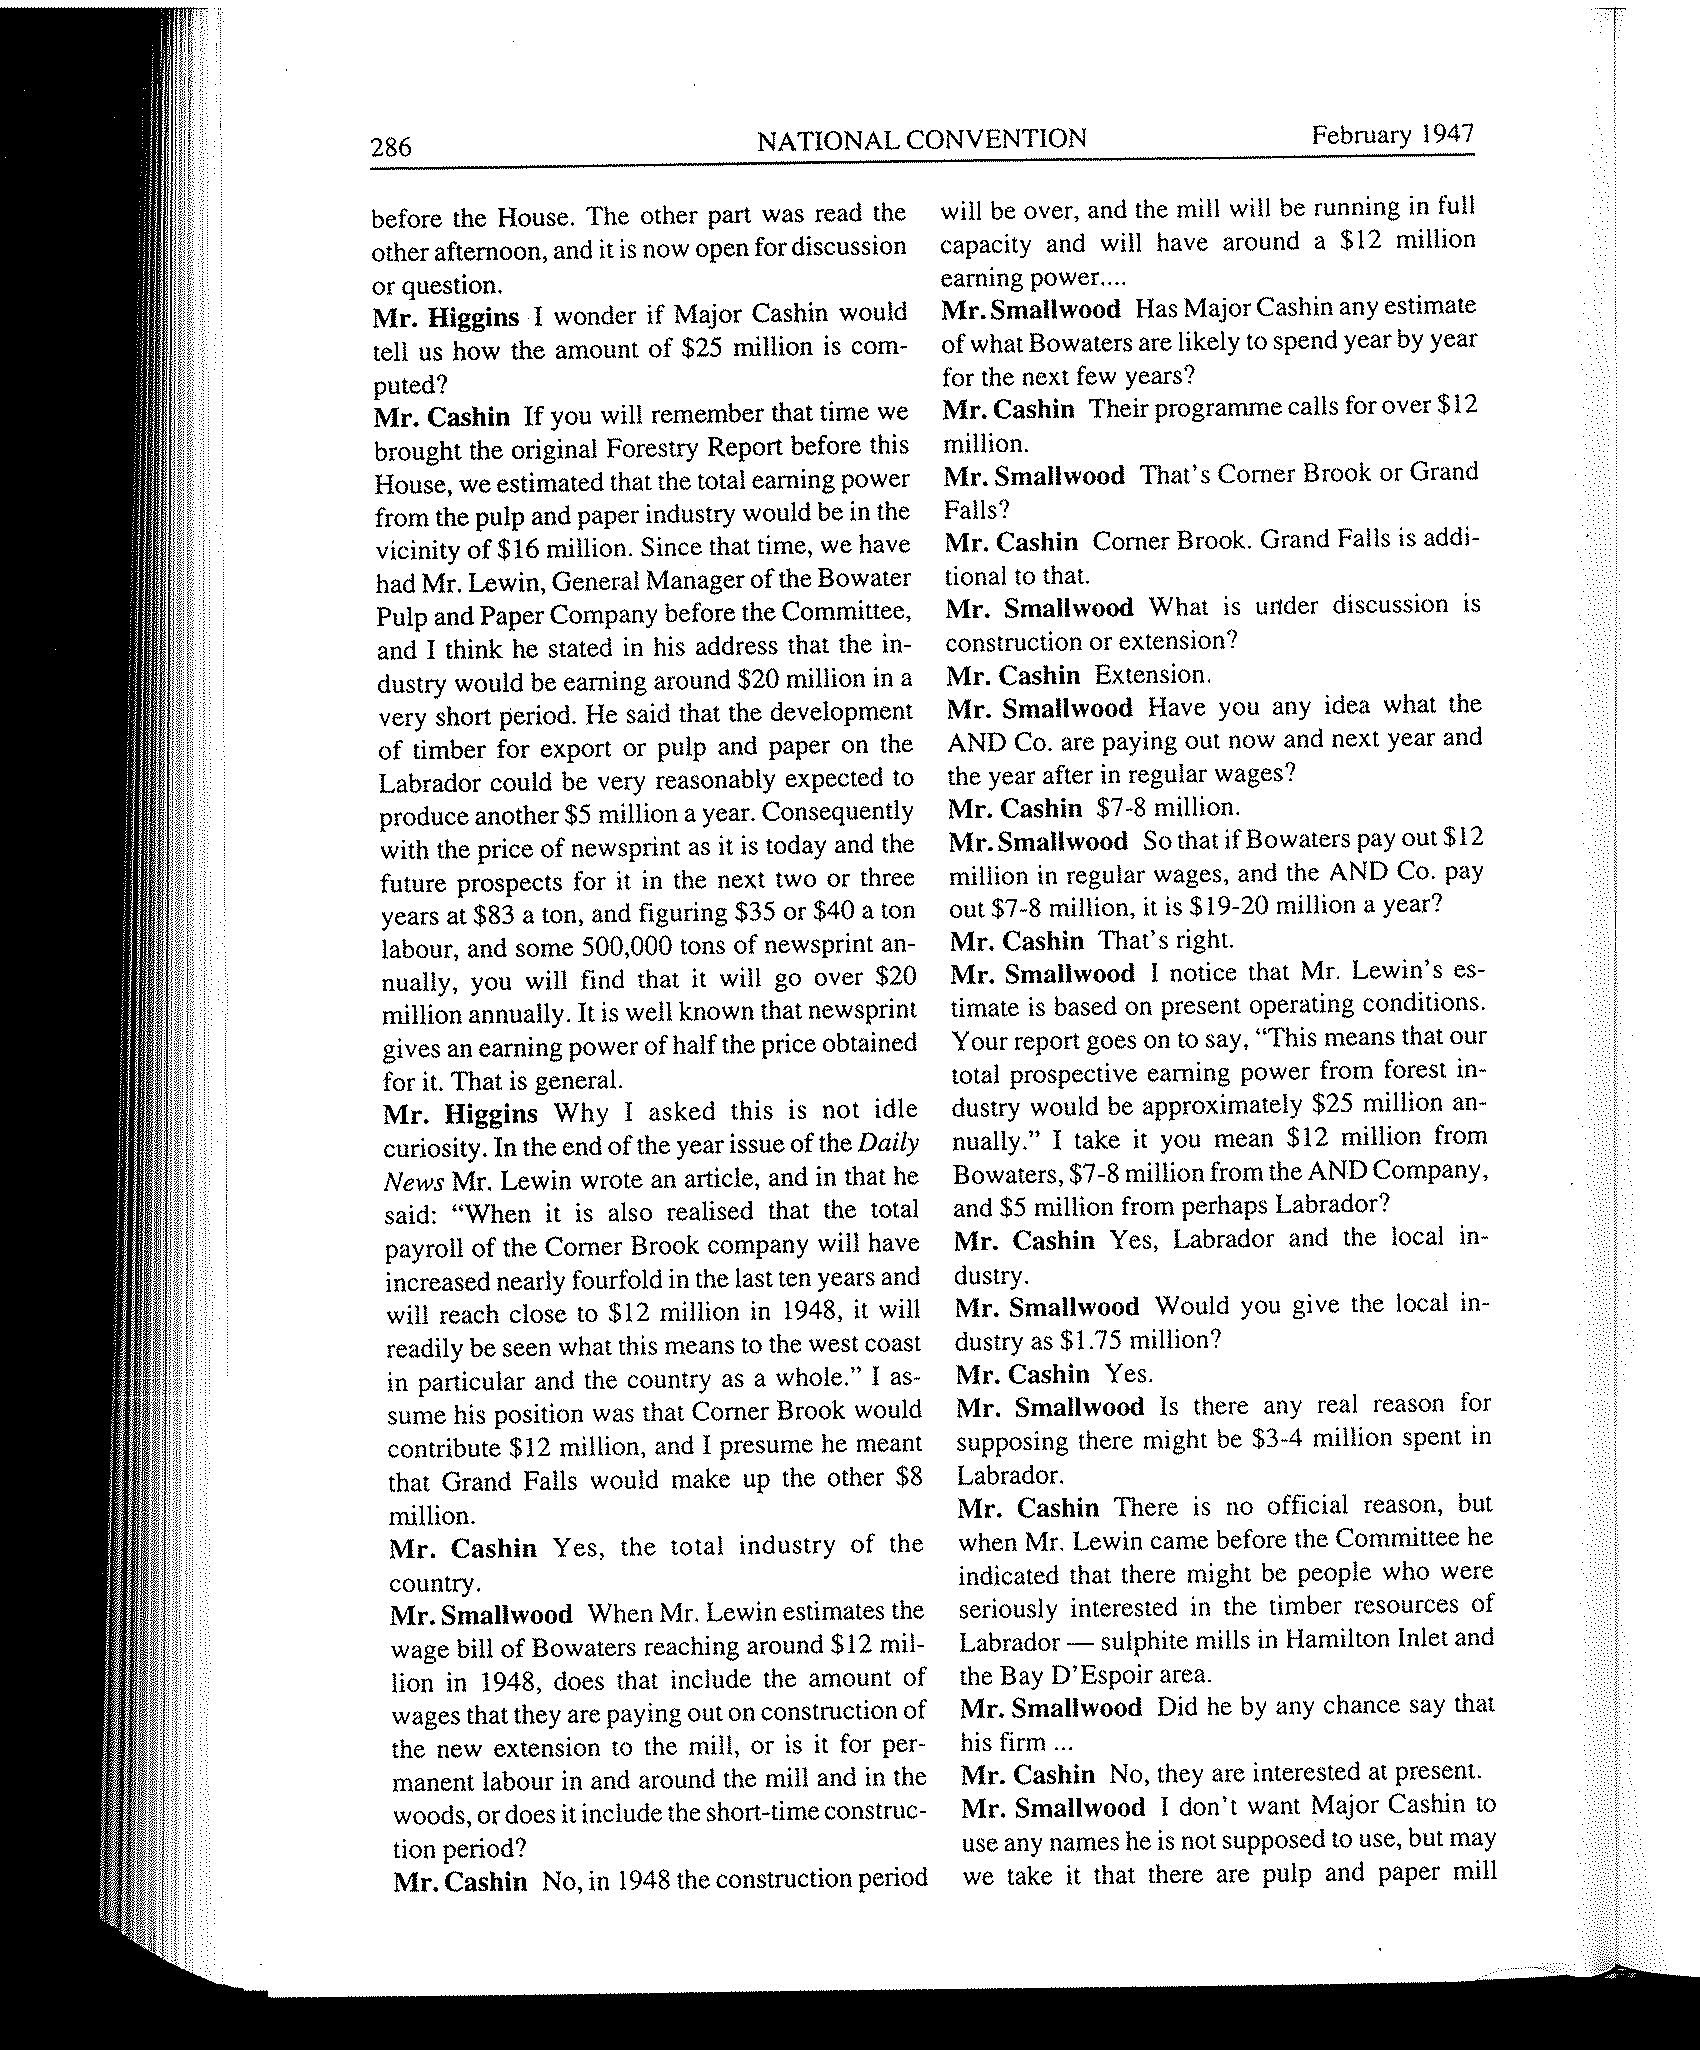 286 NATIONAL CONVENTION February 1947
before the House. The other part was read the
other afternoon, and it is now open for discussion
or question.
Mr. Higgins I wonder if Major Cashin would
tell us how the amount of $25 million is com-
puted?
Mr. Cashin If you will remember that time we
brought the original Forestry Report before this
House, we estimated that the total earning power
from the pulp and paper industry would be in the
vicinity of $16 million. Since that time, we have
had Mr. Lewin, General Manager of the Bowater
Pulp and Paper Company before the Committee,
and I think he stated in his address that the in-
dustry would be earning around $20 million in a
very short period. He said that the development
of timber for export or pulp and paper on the
Labrador could be very reasonably expected to
produce another $5 million a year. Consequently
with the price of newsprint as it is today and the
future prospects for it in the next two or three
years at $83 a ton, and figuring $35 or $40 a ton
labour, and some 500,000 tons of newsprint an-
nually, you will find that it will go over $20
million annually. It is well known that newsprint
gives an earning power of half the price obtained
for it. That is general.
Mr. Higgins Why I asked this is not idle
curiosity. In the end of the year issue of the Daily
News Mr. Lewin wrote an article, and in that he
said: “When it is also realised that the total
payroll of the Corner Brook company will have
increased nearly fourfold in the last ten years and
will reach close to $12 million in 1948, it will
readily be seen what this means to the west coast
in particular and the country as a whole.” I as-
sume his position was that Corner Brook would
contribute $12 million, and I presume he meant
that Grand Falls would make up the other $8
million.
Mr. Cashin Yes, the total industry of the
country.
Mr. Smallwood When Mr. Lewin estimates the
wage bill of Bowaters reaching around $12 mil-
lion in 1948, does that include the amount of
wages that they are paying out on construction of
the new extension to the mill, or is it for per-
manent labour in and around the mill and in the
woods, or does it include the short-time construc-
tion period?
Mr. Cashin No, in 1948 the construction period
will be over, and the mill will be running in full
capacity and will have around a $12 million
earning power....
Mr. Smallwood Has Major Cashin any estimate
of what Bowaters are likely to spend year by year
for the next few years?
Mr. Cashin Their programme calls for over $12
million.
Mr. Smallwood That's Corner Brook or Grand
Falls?
Mr. Cashin Corner Brook. Grand Falls is addi-
tional to that.
Mr. Smallwood What is under discussion is
construction or extension?
Mr. Cashin Extension.
Mr. Smallwood Have you any idea what the
AND Co. are paying out now and next year and
the year after in regular wages?
Mr. Cashin $7-8 million.
Mr. Smallwood So that if Bowaters pay out $12
million in regular wages, and the AND Co. pay
out $7-8 million, it is $19-20 million a year?
Mr. Cashin That's right.
Mr. Smallwood I notice that Mr. Lewin's es-
timate is based on present operating conditions.
Your report goes on to say, “This means that our
total prospective earning power from forest in-
dustry would be approximately $25 million an-
nually.” I take it you mean $12 million from
Bowaters, $7-8 million from the AND Company,
and $5 million from perhaps Labrador?
Mr. Cashin Yes, Labrador and the local in-
dustry.
Mr. Smallwood Would you give the local in-
dustry as $1.75 million?
Mr. Cashin Yes.
Mr. Smallwood Is there any real reason for
supposing there might be $3-4 million spent in
Labrador.
Mr. Cashin There is no official reason, but
when Mr. Lewin came before the Committee he
indicated that there might be people who were
seriously interested in the timber resources of
Labrador — sulphite mills in Hamilton Inlet and
the Bay D'Espoir area.
Mr. Smallwood Did he by any chance say that
his firm ...
Mr. Cashin No, they are interested at present.
Mr. Smallwood I don't want Major Cashin to
use any names he is not supposed to use, but may
we take it that there are pulp and paper mill